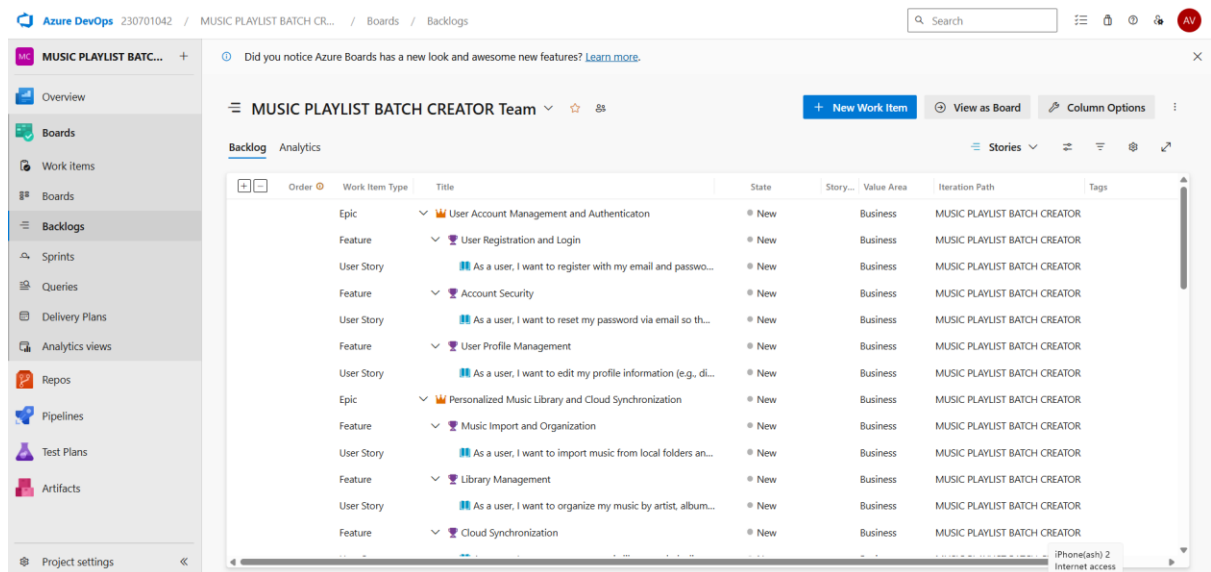 Azure DevOps 230701042 / MUSIC PLAYLIST BATCH CR... / Boards / Backlogs Search AV
MC MUSIC PLAYLIST BATC... +
Did you notice Azure Boards has a new look and awesome new features? Learn more.
Overview
Boards
Work items
Boards
Backlogs
Sprints
Queries
Delivery Plans
Analytics views
Repos
Pipelines
Test Plans
Artifacts
Project settings
MUSIC PLAYLIST BATCH CREATOR Team
+ New Work Item View as Board Column Options
Backlog Analytics Stories
Order Work Item Type Title State Story... Value Area Iteration Path Tags
Epic User Account Management and Authenticaton New Business MUSIC PLAYLIST BATCH CREATOR
Feature User Registration and Login New Business MUSIC PLAYLIST BATCH CREATOR
User Story As a user, I want to register with my email and passwo... New Business MUSIC PLAYLIST BATCH CREATOR
Feature Account Security New Business MUSIC PLAYLIST BATCH CREATOR
User Story As a user, I want to reset my password via email so th... New Business MUSIC PLAYLIST BATCH CREATOR
Feature User Profile Management New Business MUSIC PLAYLIST BATCH CREATOR
User Story As a user, I want to edit my profile information (e.g., di... New Business MUSIC PLAYLIST BATCH CREATOR
Epic Personalized Music Library and Cloud Synchronization New Business MUSIC PLAYLIST BATCH CREATOR
Feature Music Import and Organization New Business MUSIC PLAYLIST BATCH CREATOR
User Story As a user, I want to import music from local folders an... New Business MUSIC PLAYLIST BATCH CREATOR
Feature Library Management New Business MUSIC PLAYLIST BATCH CREATOR
User Story As a user, I want to organize my music by artist, album... New Business MUSIC PLAYLIST BATCH CREATOR
Feature Cloud Synchronization New Business MUSIC PLAYLIST BATCH CREATOR
iPhone(ash) 2
Internet access